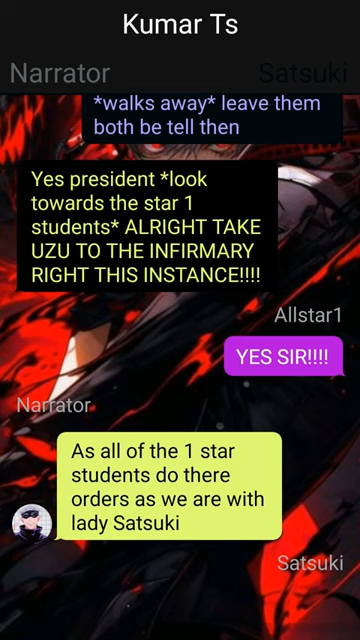 Kumar Ts
Narrator
Satsuki
*walks away* leave them
both be tell then
Yes president *look
towards the star 1
students* ALRIGHT TAKE
UZU TO THE INFIRMARY
RIGHT THIS INSTANCE!!!!
Allstar1
YES SIR!!!!
Narrator
As all of the 1 star
students do there
orders as we are with
lady Satsuki
Satsuki